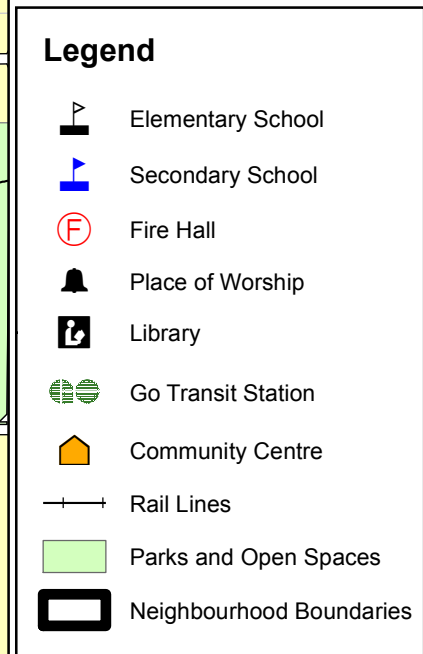 Legend
Elementary School
Secondary School
F Fire Hall
Place of Worship
Library
GO Go Transit Station
Community Centre
Rail Lines
Parks and Open Spaces
Neighbourhood Boundaries